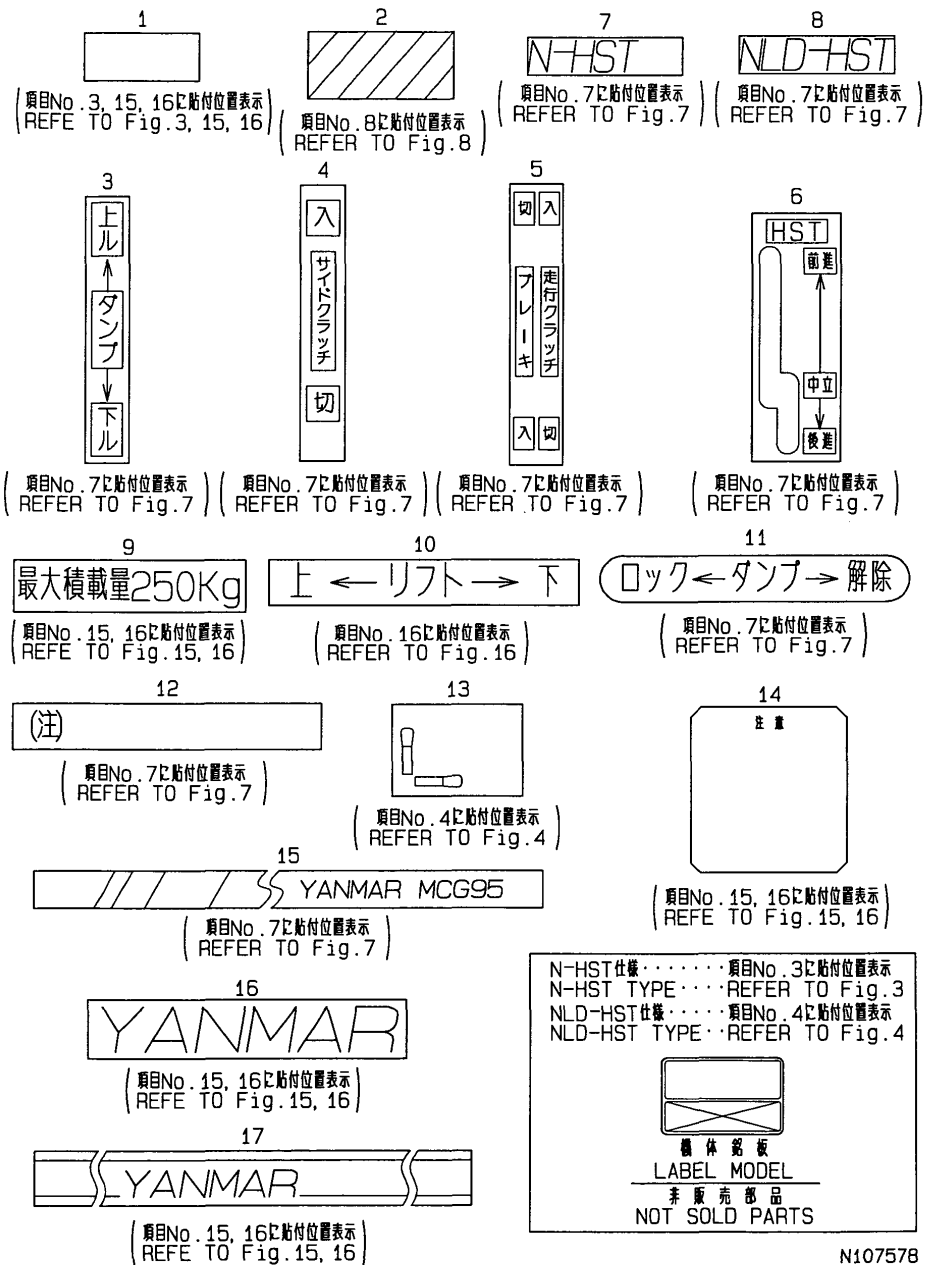 1
(項目No.3, 15, 16に貼付位置表示
REFE TO Fig.3, 15, 16)
2
(項目No.8に貼付位置表示
REFER TO Fig.8)
7
N-HST
(項目No.7に貼付位置表示
REFER TO Fig.7)
8
NLD-HST
(項目No.7に貼付位置表示
REFER TO Fig.7)
3
上ル
ダンプ
下ル
(項目No.7に貼付位置表示
REFER TO Fig.7)
4
入
サイドクラッチ
切
(項目No.7に貼付位置表示
REFER TO Fig.7)
5
切 入
ブレーキ 走行クラッチ
入 切
(項目No.7に貼付位置表示
REFER TO Fig.7)
6
HST
前進
中立
後進
(項目No.7に貼付位置表示
REFER TO Fig.7)
9
最大積載量250Kg
(項目No.15, 16に貼付位置表示
REFE TO Fig.15, 16)
10
上 ← リフト → 下
(項目No.16に貼付位置表示
REFER TO Fig.16)
11
ロック ← ダンプ → 解除
(項目No.7に貼付位置表示
REFER TO Fig.7)
12
(注)
(項目No.7に貼付位置表示
REFER TO Fig.7)
13
(項目No.4に貼付位置表示
REFER TO Fig.4)
14
注意
(項目No.15, 16に貼付位置表示
REFE TO Fig.15, 16)
15
YANMAR MCG95
(項目No.7に貼付位置表示
REFER TO Fig.7)
16
YANMAR
(項目No.15, 16に貼付位置表示
REFE TO Fig.15, 16)
17
YANMAR
(項目No.15, 16に貼付位置表示
REFE TO Fig.15, 16)
N-HST仕様・・・・・・・項目No.3に貼付位置表示
N-HST TYPE・・・・REFER TO Fig.3
NLD-HST仕様・・・・・項目No.4に貼付位置表示
NLD-HST TYPE・・REFER TO Fig.4
機体銘板
LABEL MODEL
非販売部品
NOT SOLD PARTS
N107578